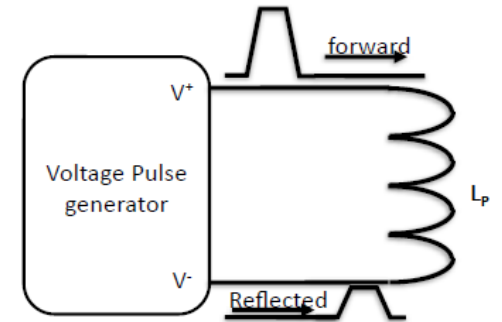 forward
V+
Voltage Pulse
generator
LP
V-
Reflected